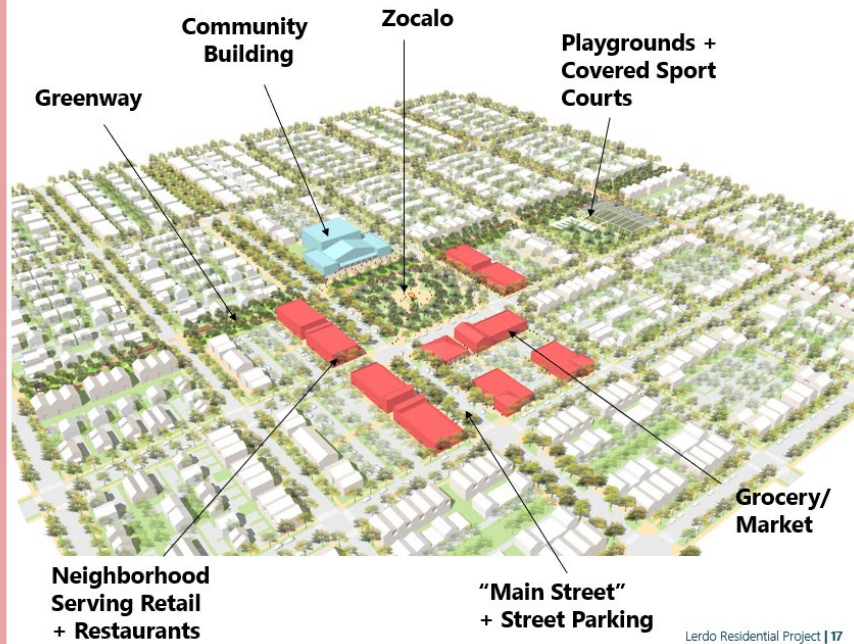 Zocalo
Community
Building
Playgrounds +
Covered Sport
Courts
Greenway
Grocery/
Market
Neighborhood
Serving Retail
+ Restaurants
“Main Street”
+ Street Parking
Lerdo Residential Project | 17